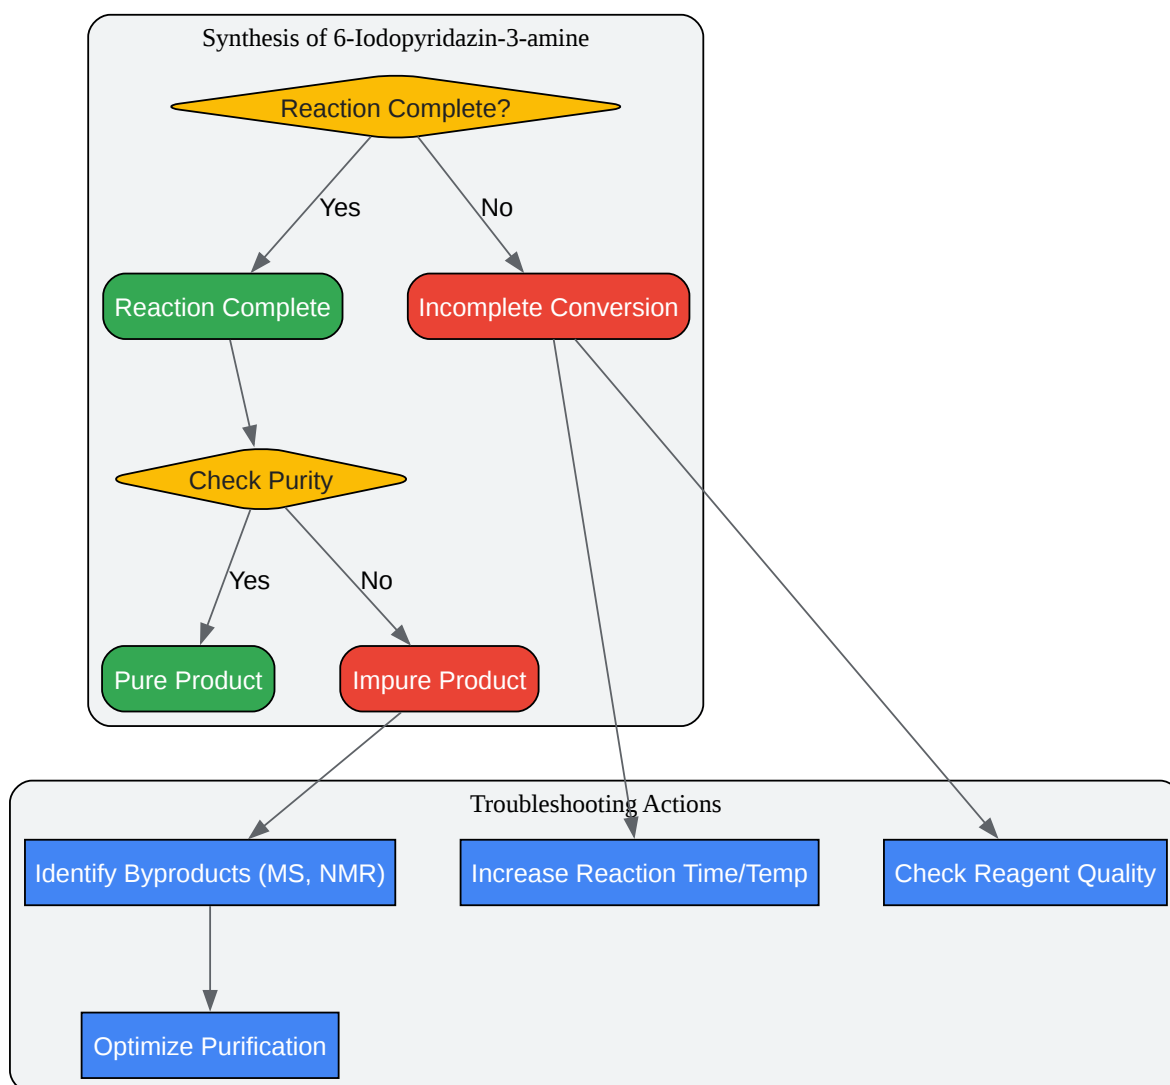 Synthesis of 6-Iodopyridazin-3-amine
Reaction Complete?
Yes
No
Reaction Complete
Incomplete Conversion
Check Purity
Yes
No
Pure Product
Impure Product
Troubleshooting Actions
Identify Byproducts (MS, NMR)
Increase Reaction Time/Temp
Check Reagent Quality
Optimize Purification